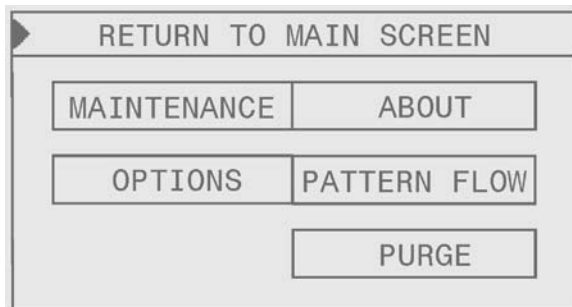 RETURN TO MAIN SCREEN
MAINTENANCE ABOUT
OPTIONS PATTERN FLOW
PURGE